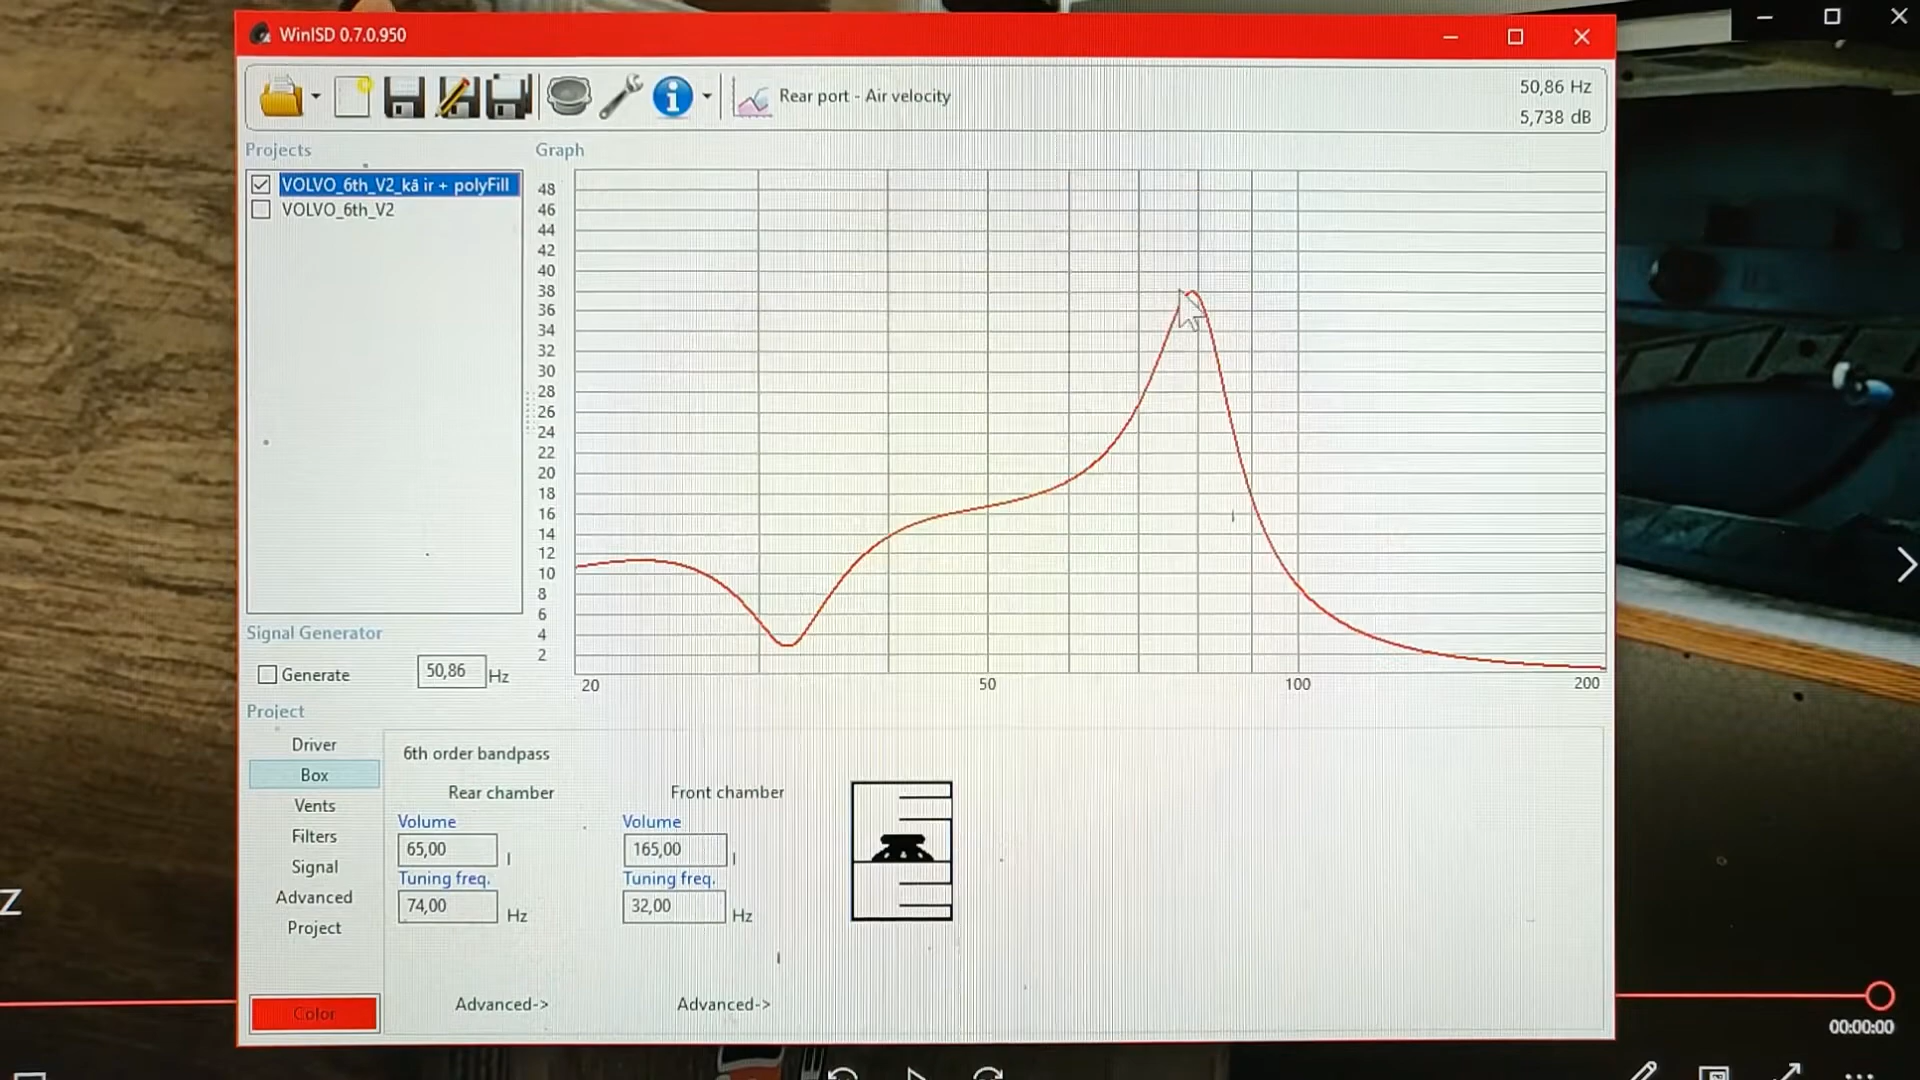 WinISD 0.7.0.950
Rear port - Air velocity
50,86 Hz
5,738 dB
Projects
Graph
VOLVO_6th_V2_kā ir + polyFill
VOLVO_6th_V2
48
46
44
42
40
38
36
34
32
30
28
26
24
22
20
18
16
14
12
10
8
6
4
2
20
50
100
200
Signal Generator
Generate
50,86 Hz
Project
Driver
Box
Vents
Filters
Signal
Advanced
Project
Color
6th order bandpass
Rear chamber
Front chamber
Volume
Volume
65,00 l
165,00 l
Tuning freq.
Tuning freq.
74,00 Hz
32,00 Hz
Advanced->
Advanced->
Z
00:00:00